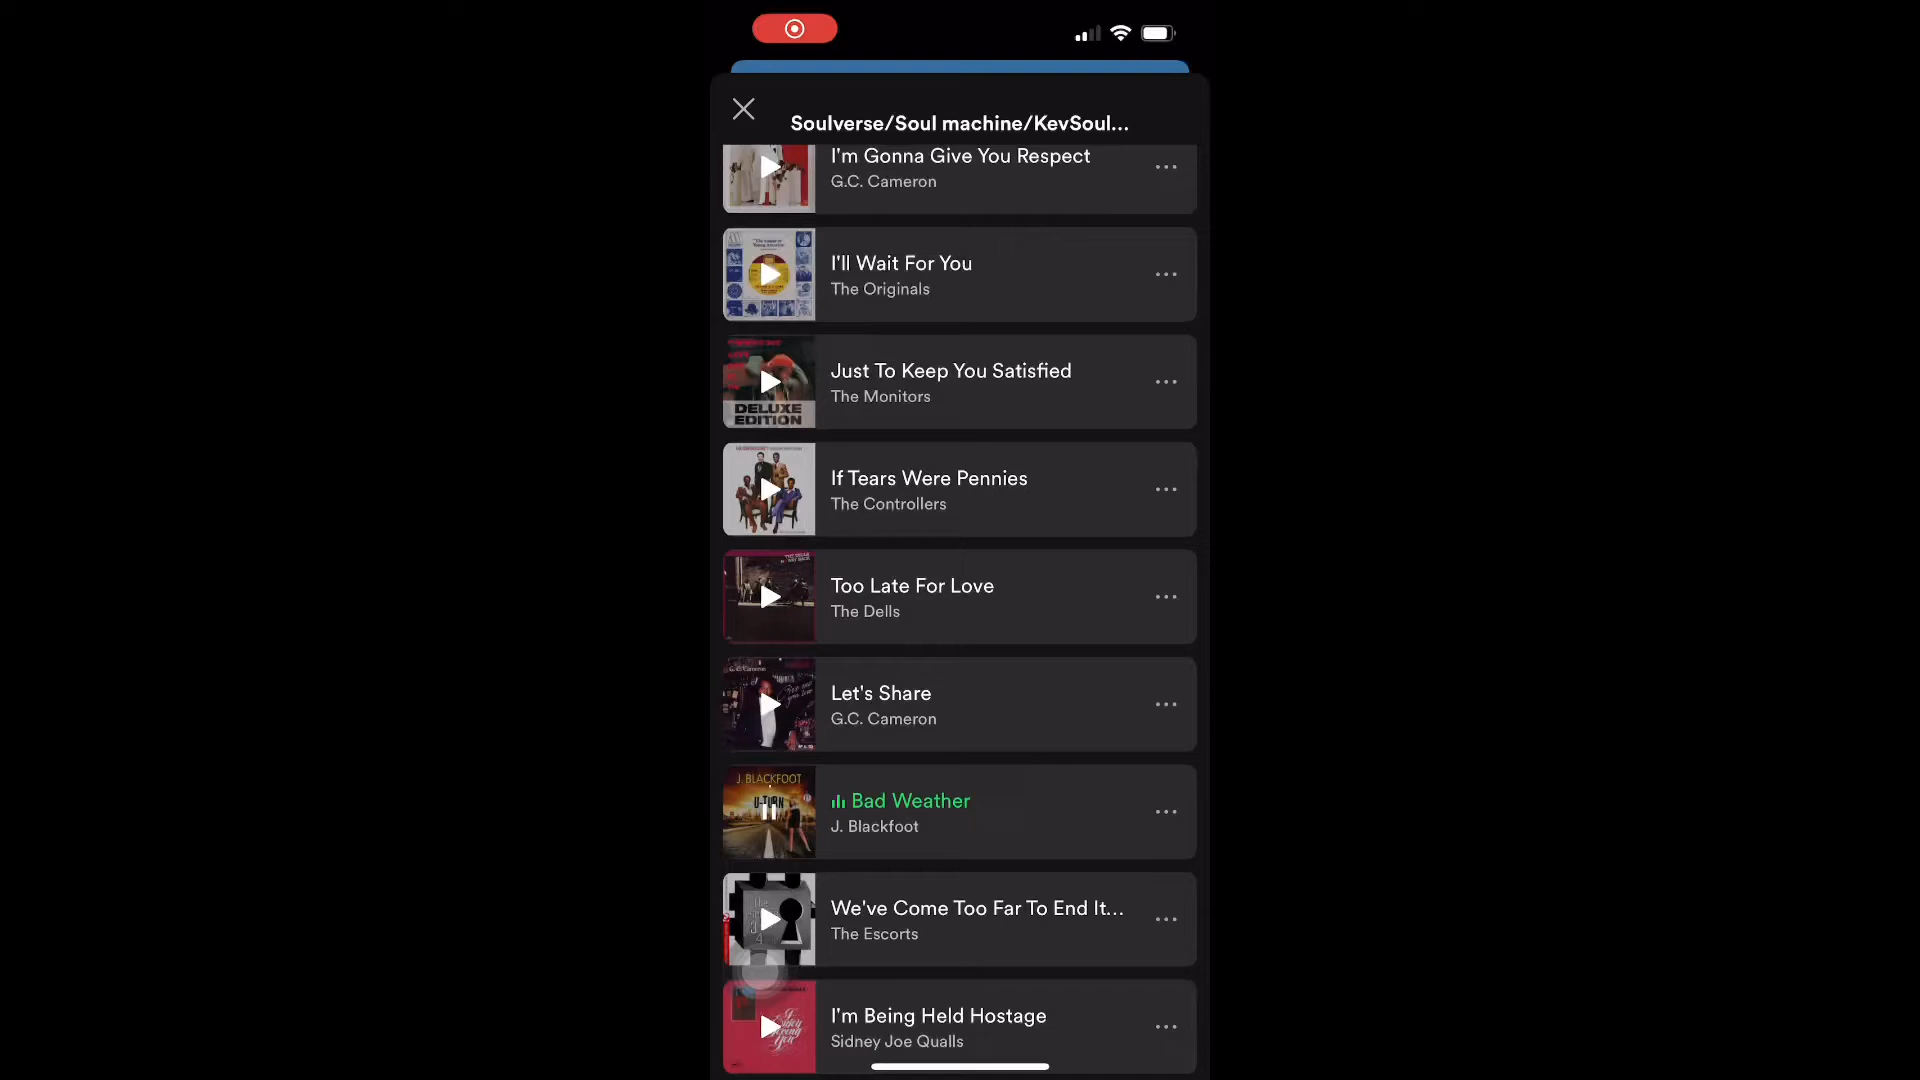 Soulverse/Soul machine/KevSoul...
I'm Gonna Give You Respect
G.C. Cameron
I'll Wait For You
The Originals
Just To Keep You Satisfied
The Monitors
DELUXE
EDITION
If Tears Were Pennies
The Controllers
Too Late For Love
The Dells
G.C. Cameron
Let's Share
G.C. Cameron
J. BLACKFOOT
U-TURN
Bad Weather
J. Blackfoot
We've Come Too Far To End It...
The Escorts
I'm Being Held Hostage
Sidney Joe Qualls